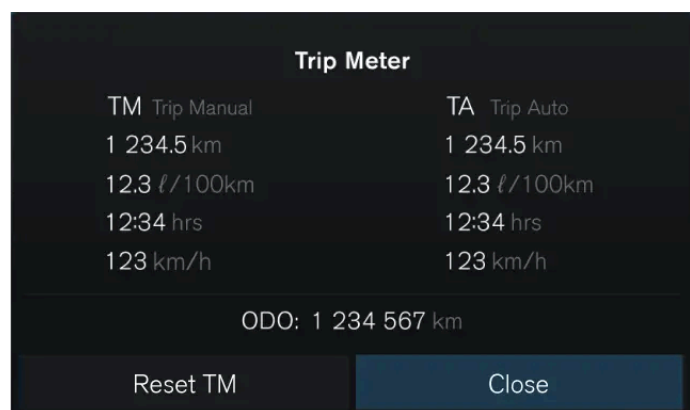 Trip Meter
TM Trip Manual
1 234.5 km
12.3 ℓ/100km
12:34 hrs
123 km/h
TA Trip Auto
1 234.5 km
12.3 ℓ/100km
12:34 hrs
123 km/h
ODO: 1 234 567 km
Reset TM
Close